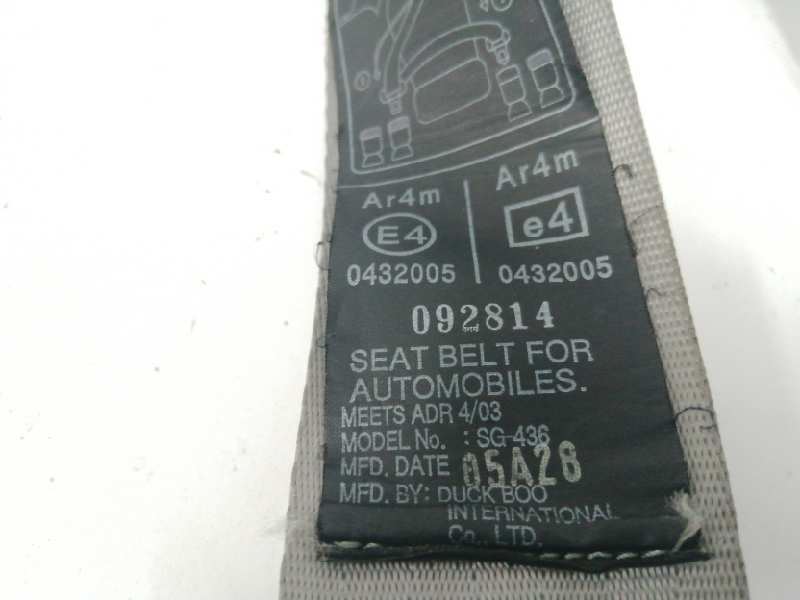 Ar4m Ar4m
E4 e4
0432005 0432005
092814
SEAT BELT FOR
AUTOMOBILES.
MEETS ADR 4/03
MODEL No. : SG-436
MFD. DATE 05A28
MFD. BY: DUCK BOO
INTERNATIONAL
Co., LTD.